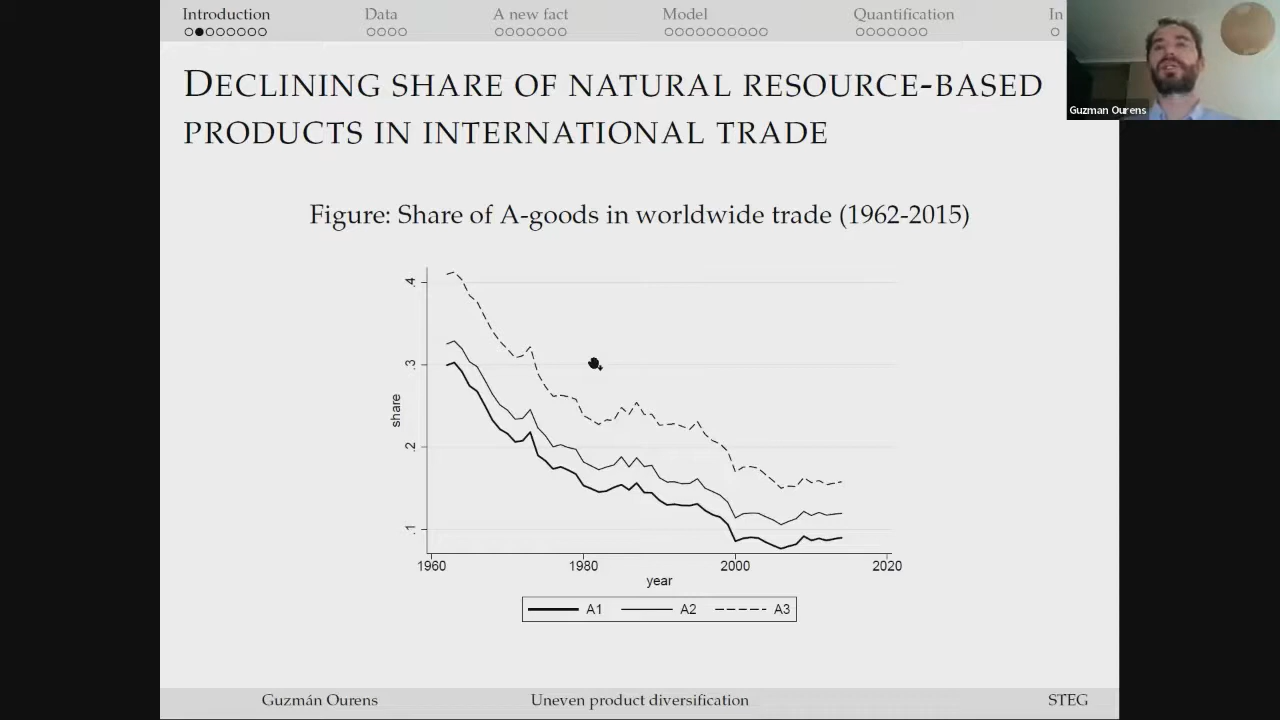 Introduction Data A new fact Model Quantification In
Guzman Ourens
DECLINING SHARE OF NATURAL RESOURCE-BASED
PRODUCTS IN INTERNATIONAL TRADE
Figure: Share of A-goods in worldwide trade (1962-2015)
.4
.3
.2
.1
share
1960 1980 2000 2020
year
A1 A2 A3
Guzmán Ourens Uneven product diversification STEG